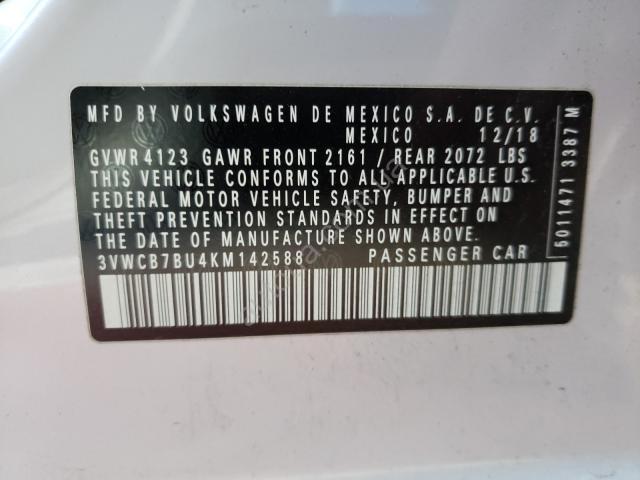 MFD BY VOLKSWAGEN DE MEXICO S.A. DE C.V.
MEXICO 12/18
GVWR 4123 GAWR FRONT 2161 / REAR 2072 LBS
THIS VEHICLE CONFORMS TO ALL APPLICABLE U.S.
FEDERAL MOTOR VEHICLE SAFETY, BUMPER AND
THEFT PREVENTION STANDARDS IN EFFECT ON
THE DATE OF MANUFACTURE SHOWN ABOVE.
3VWCB7BU4KM142588 PASSENGER CAR
5011471 3387 M